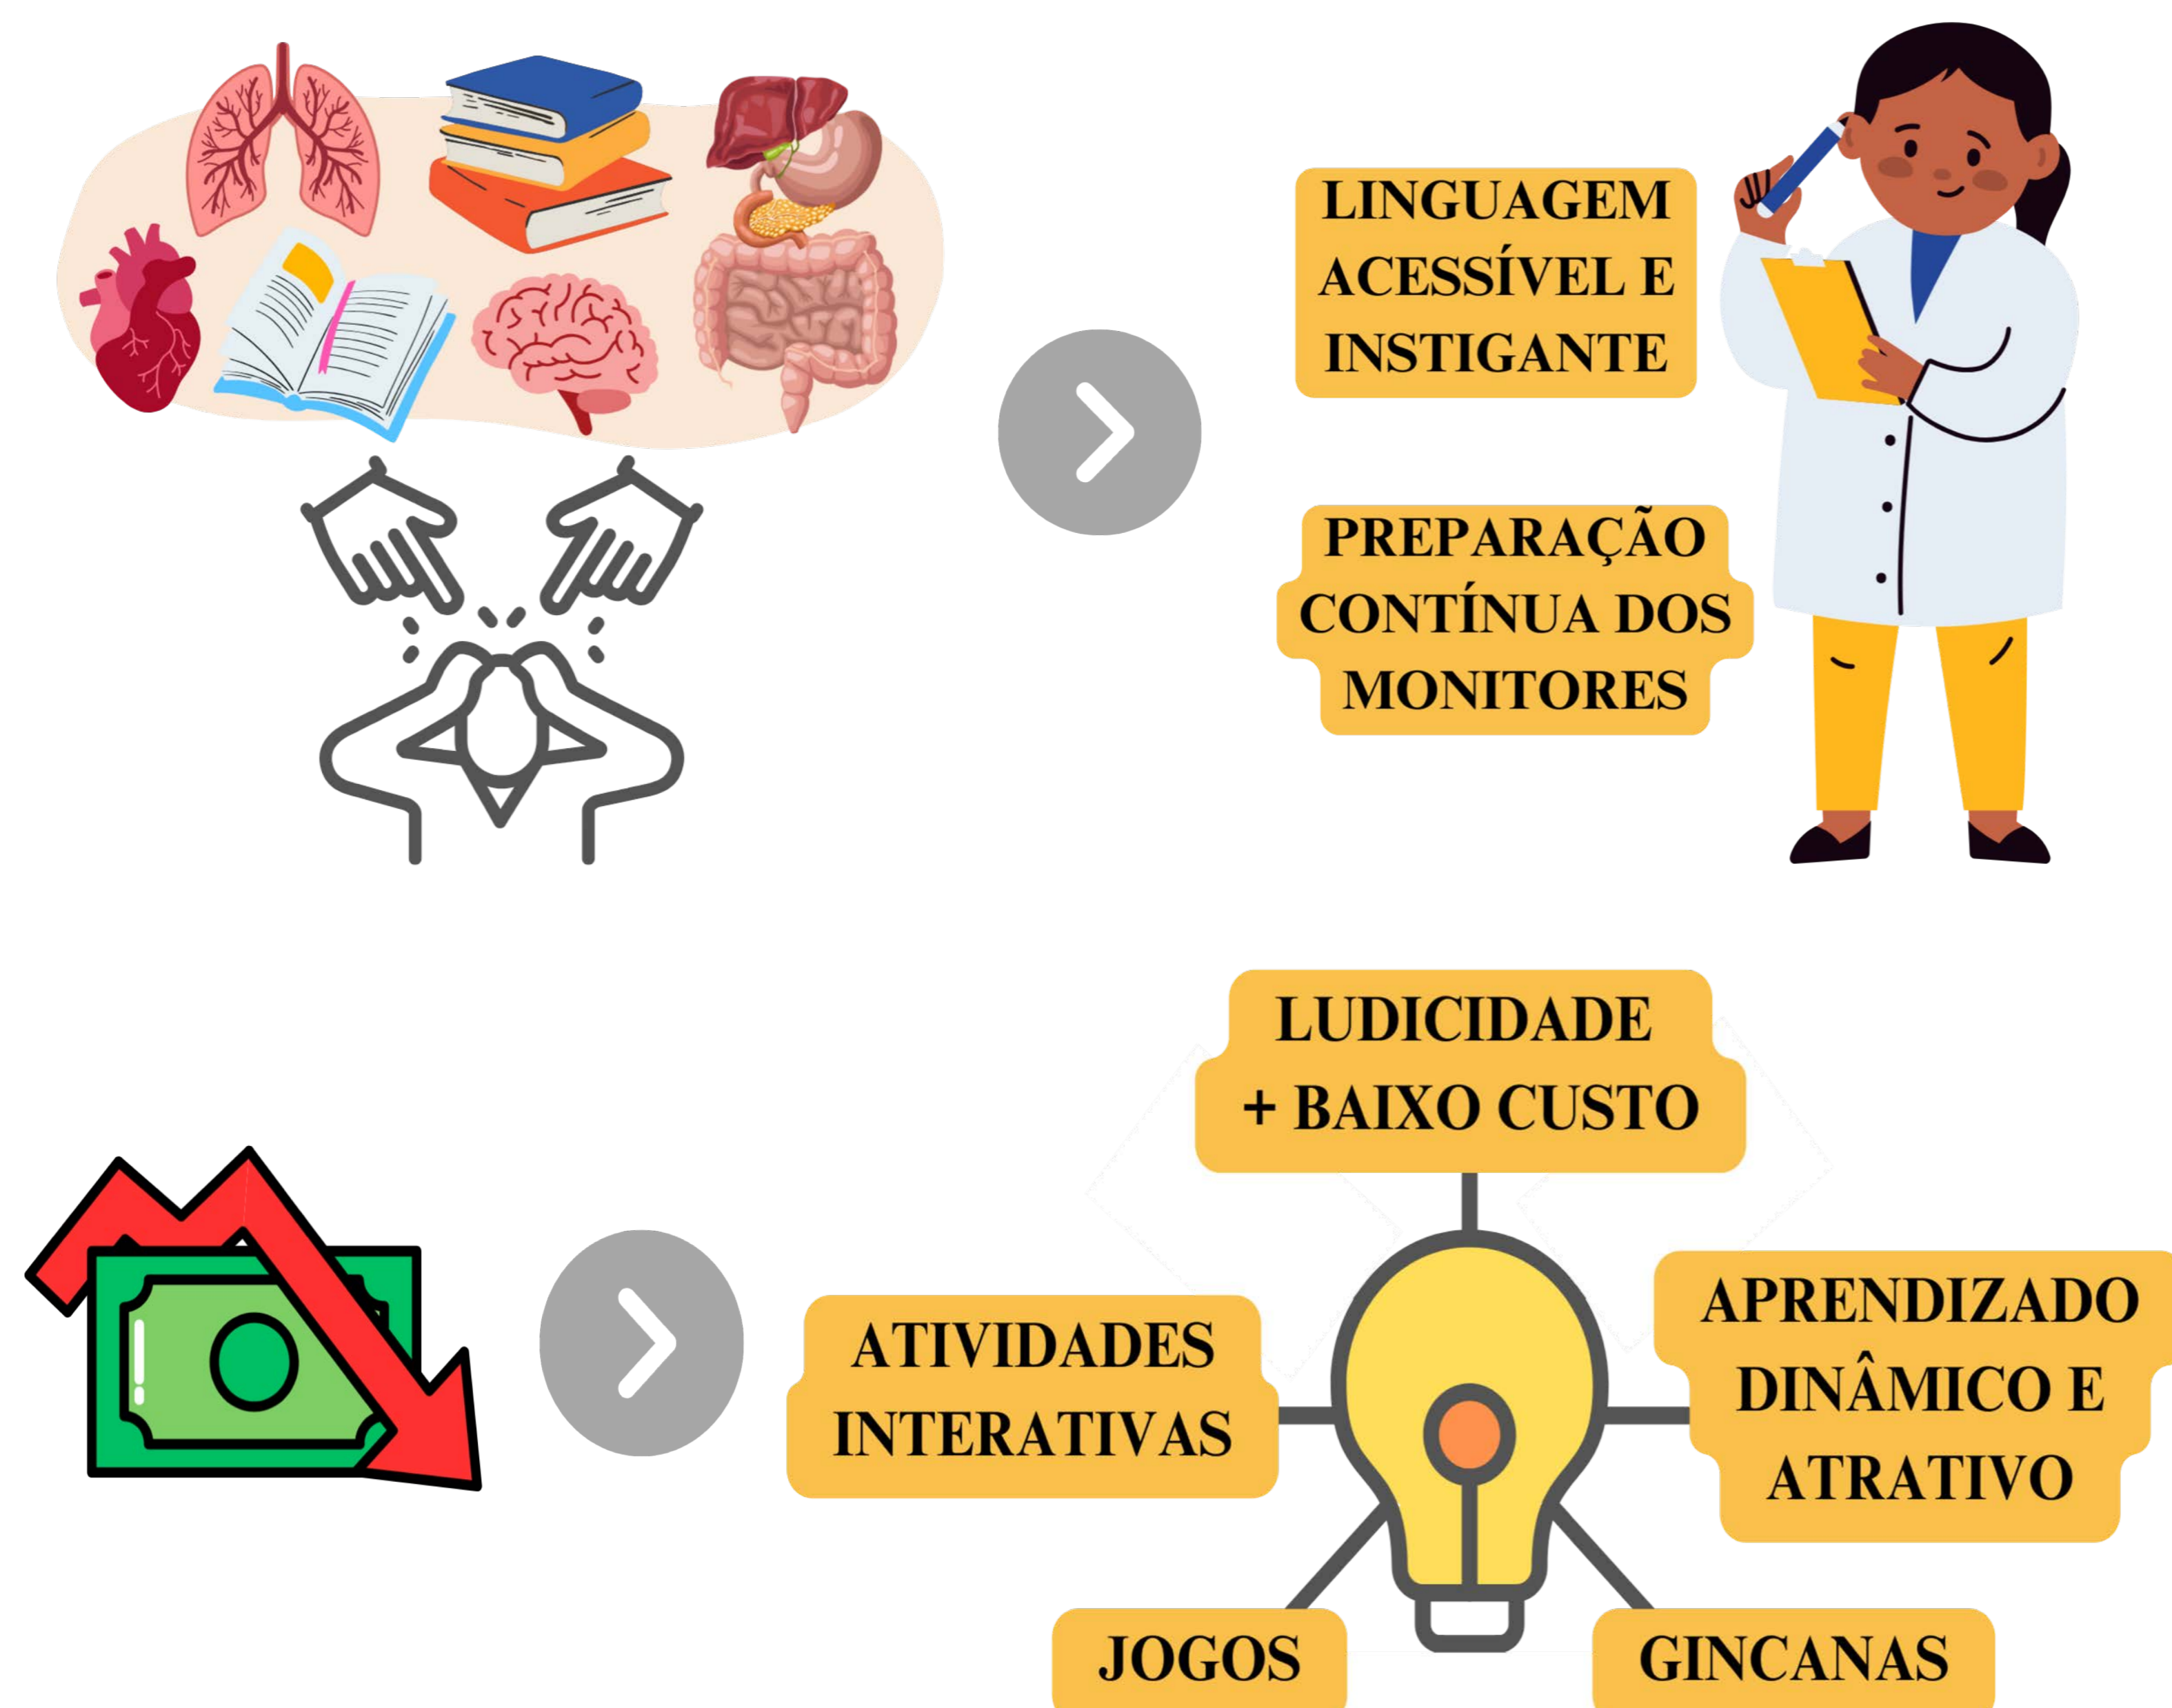 LINGUAGEM
ACESSÍVEL E
INSTIGANTE
PREPARAÇÃO
CONTÍNUA DOS
MONITORES
LUDICIDADE
+ BAIXO CUSTO
ATIVIDADES
INTERATIVAS
APRENDIZADO
DINÂMICO E
ATRATIVO
JOGOS
GINCANAS